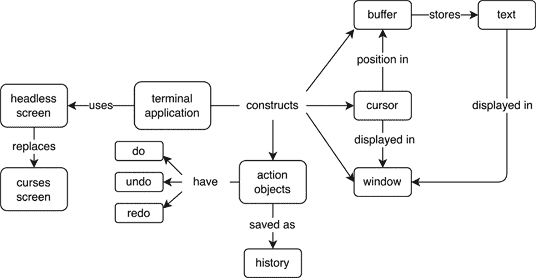 buffer
stores
text
position in
headless
screen
uses
terminal
application
constructs
cursor
displayed in
displayed in
replaces
do
undo
redo
have
action
objects
window
curses
screen
saved as
history